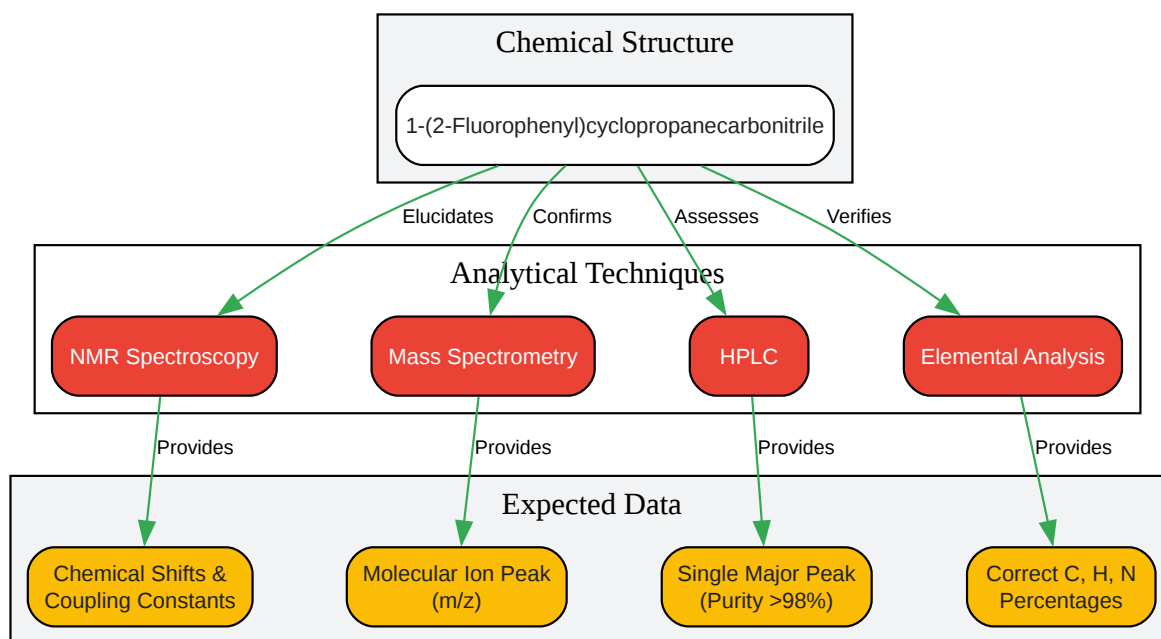 Chemical Structure
1-(2-Fluorophenyl)cyclopropanecarbonitrile
Elucidates
Confirms
Assesses
Verifies
Analytical Techniques
NMR Spectroscopy
Mass Spectrometry
HPLC
Elemental Analysis
Provides
Provides
Provides
Provides
Expected Data
Chemical Shifts &
Coupling Constants
Molecular Ion Peak
(m/z)
Single Major Peak
(Purity >98%)
Correct C, H, N
Percentages